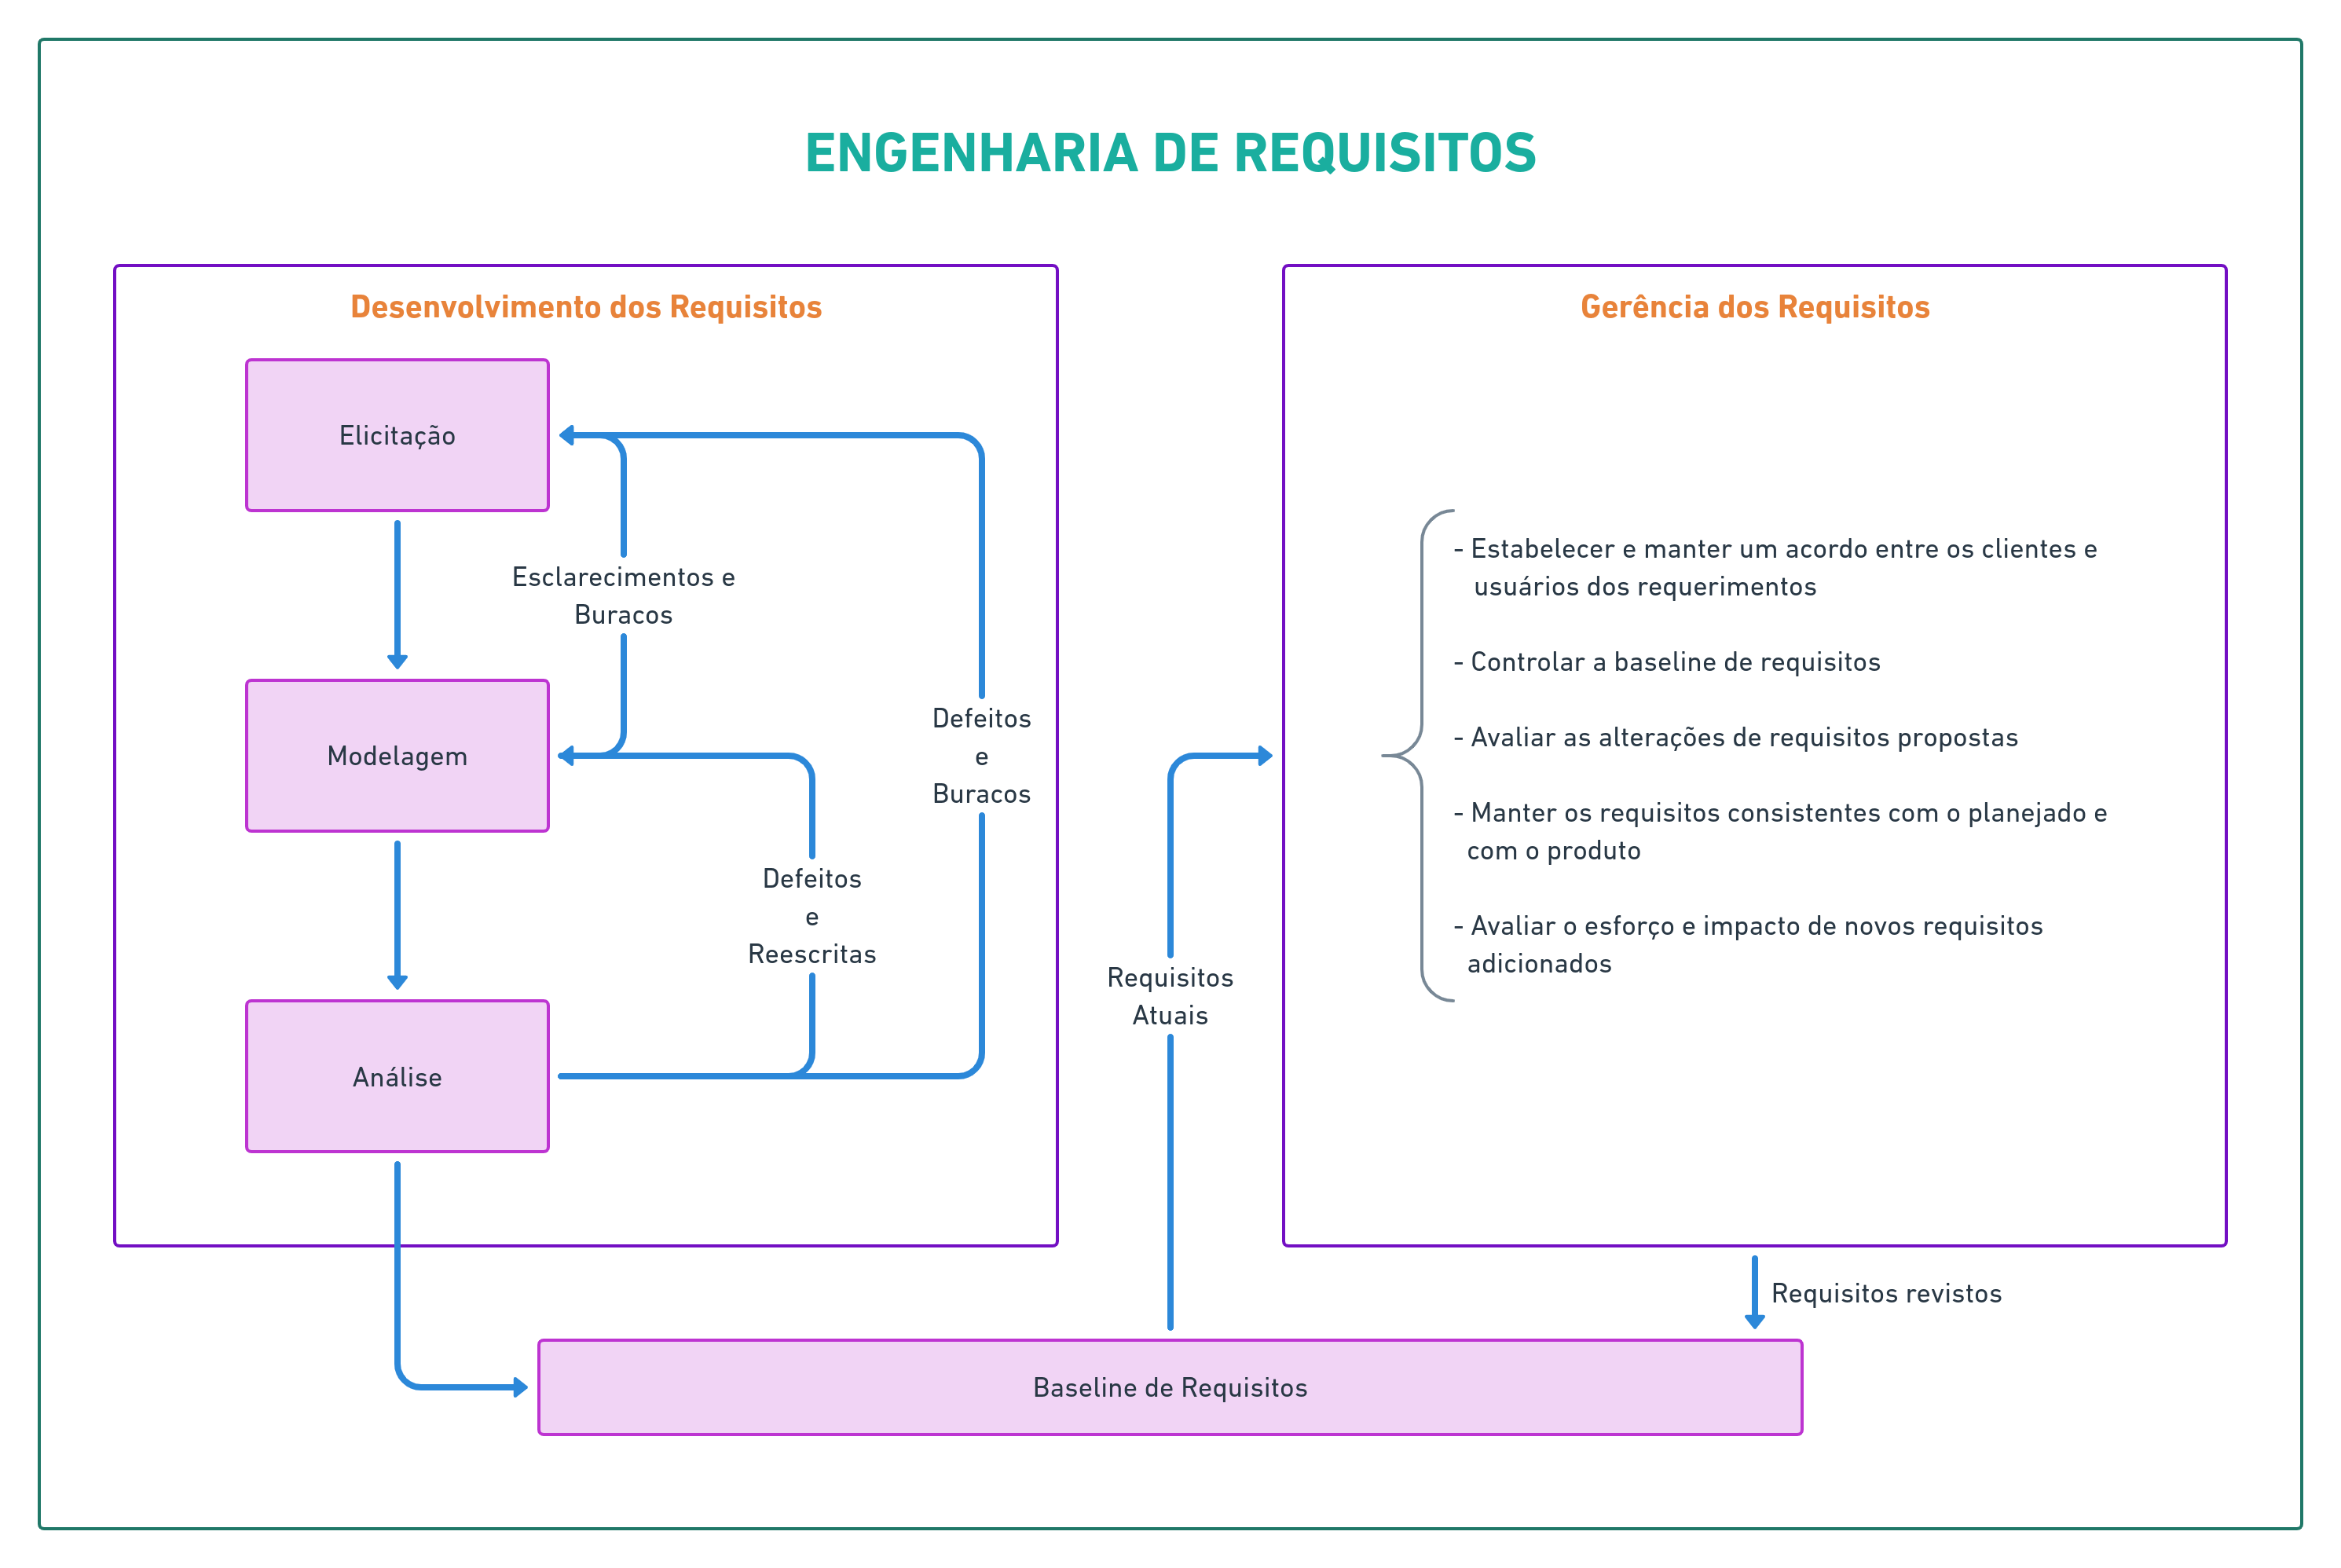 ENGENHARIA DE REQUISITOS
Desenvolvimento dos Requisitos
Elicitação
Esclarecimentos e
Buracos
Modelagem
Defeitos
e
Buracos
Defeitos
e
Reescritas
Análise
Requisitos
Atuais
Gerência dos Requisitos
- Estabelecer e manter um acordo entre os clientes e
usuários dos requerimentos
- Controlar a baseline de requisitos
- Avaliar as alterações de requisitos propostas
- Manter os requisitos consistentes com o planejado e
com o produto
- Avaliar o esforço e impacto de novos requisitos
adicionados
Requisitos revistos
Baseline de Requisitos